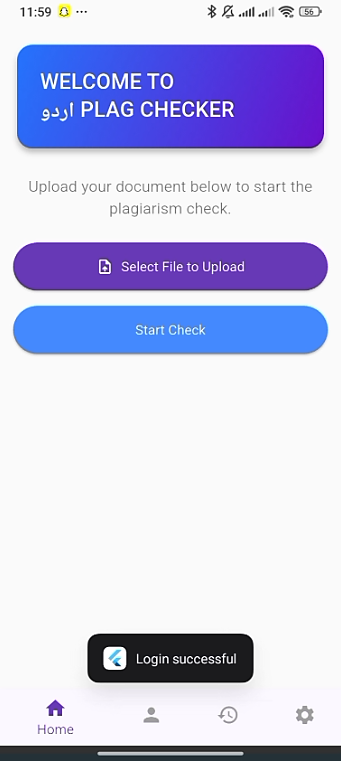 11:59
56
WELCOME TO
اردو PLAG CHECKER
Upload your document below to start the
plagiarism check.
Select File to Upload
Start Check
Login successful
Home